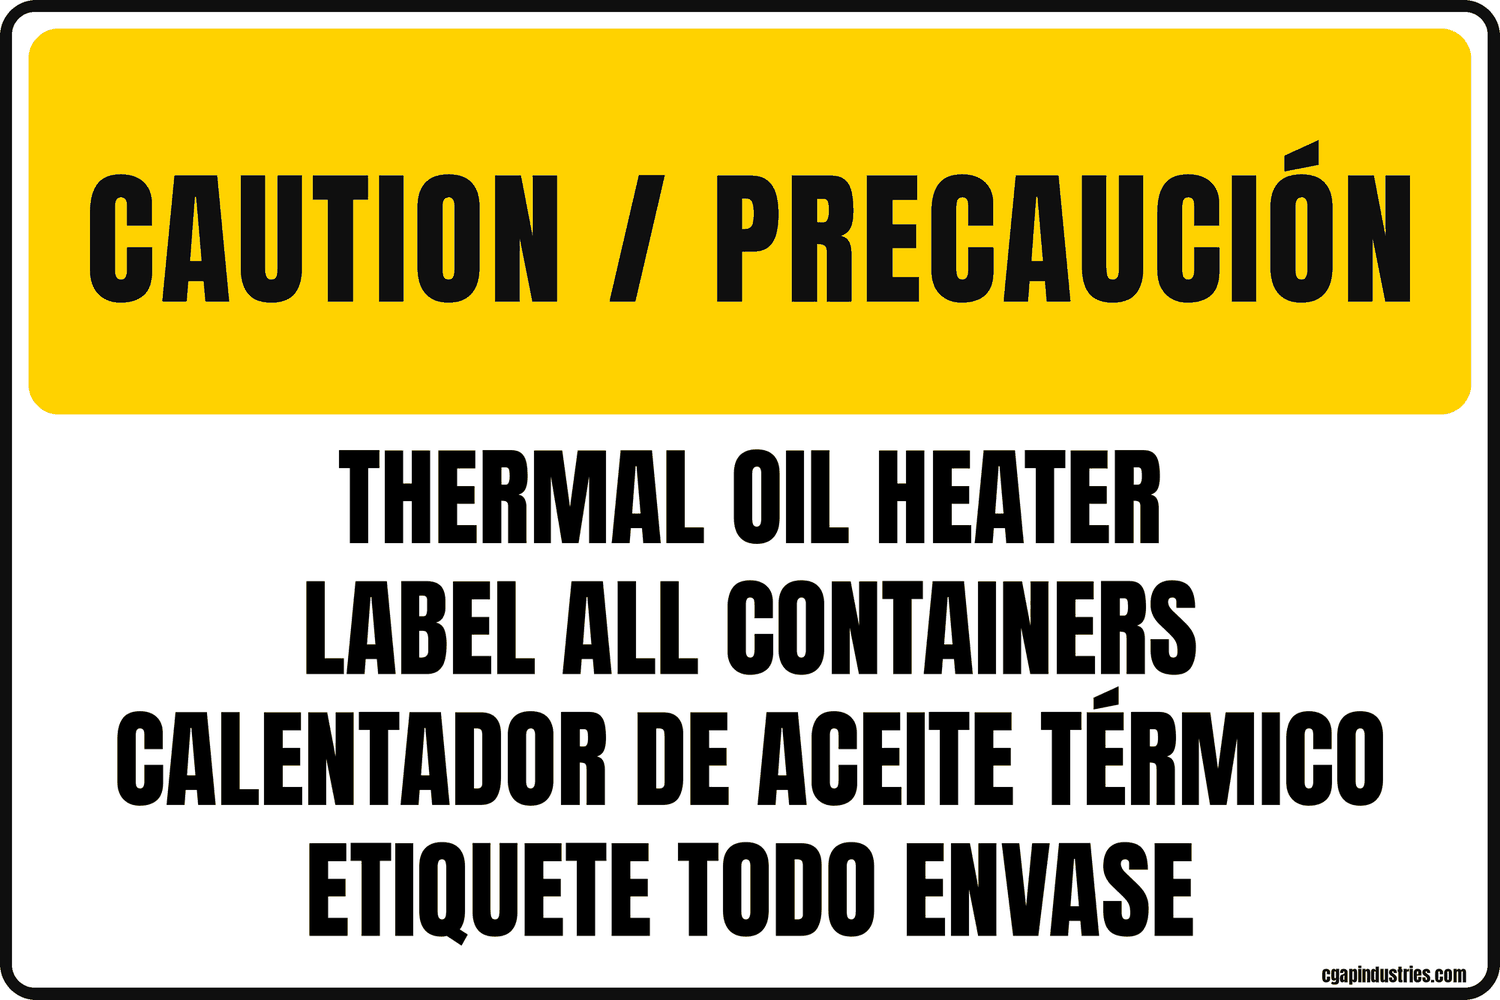 CAUTION / PRECAUCIÓN
THERMAL OIL HEATER
LABEL ALL CONTAINERS
CALENTADOR DE ACEITE TÉRMICO
ETIQUETE TODO ENVASE
cgapindustries.com